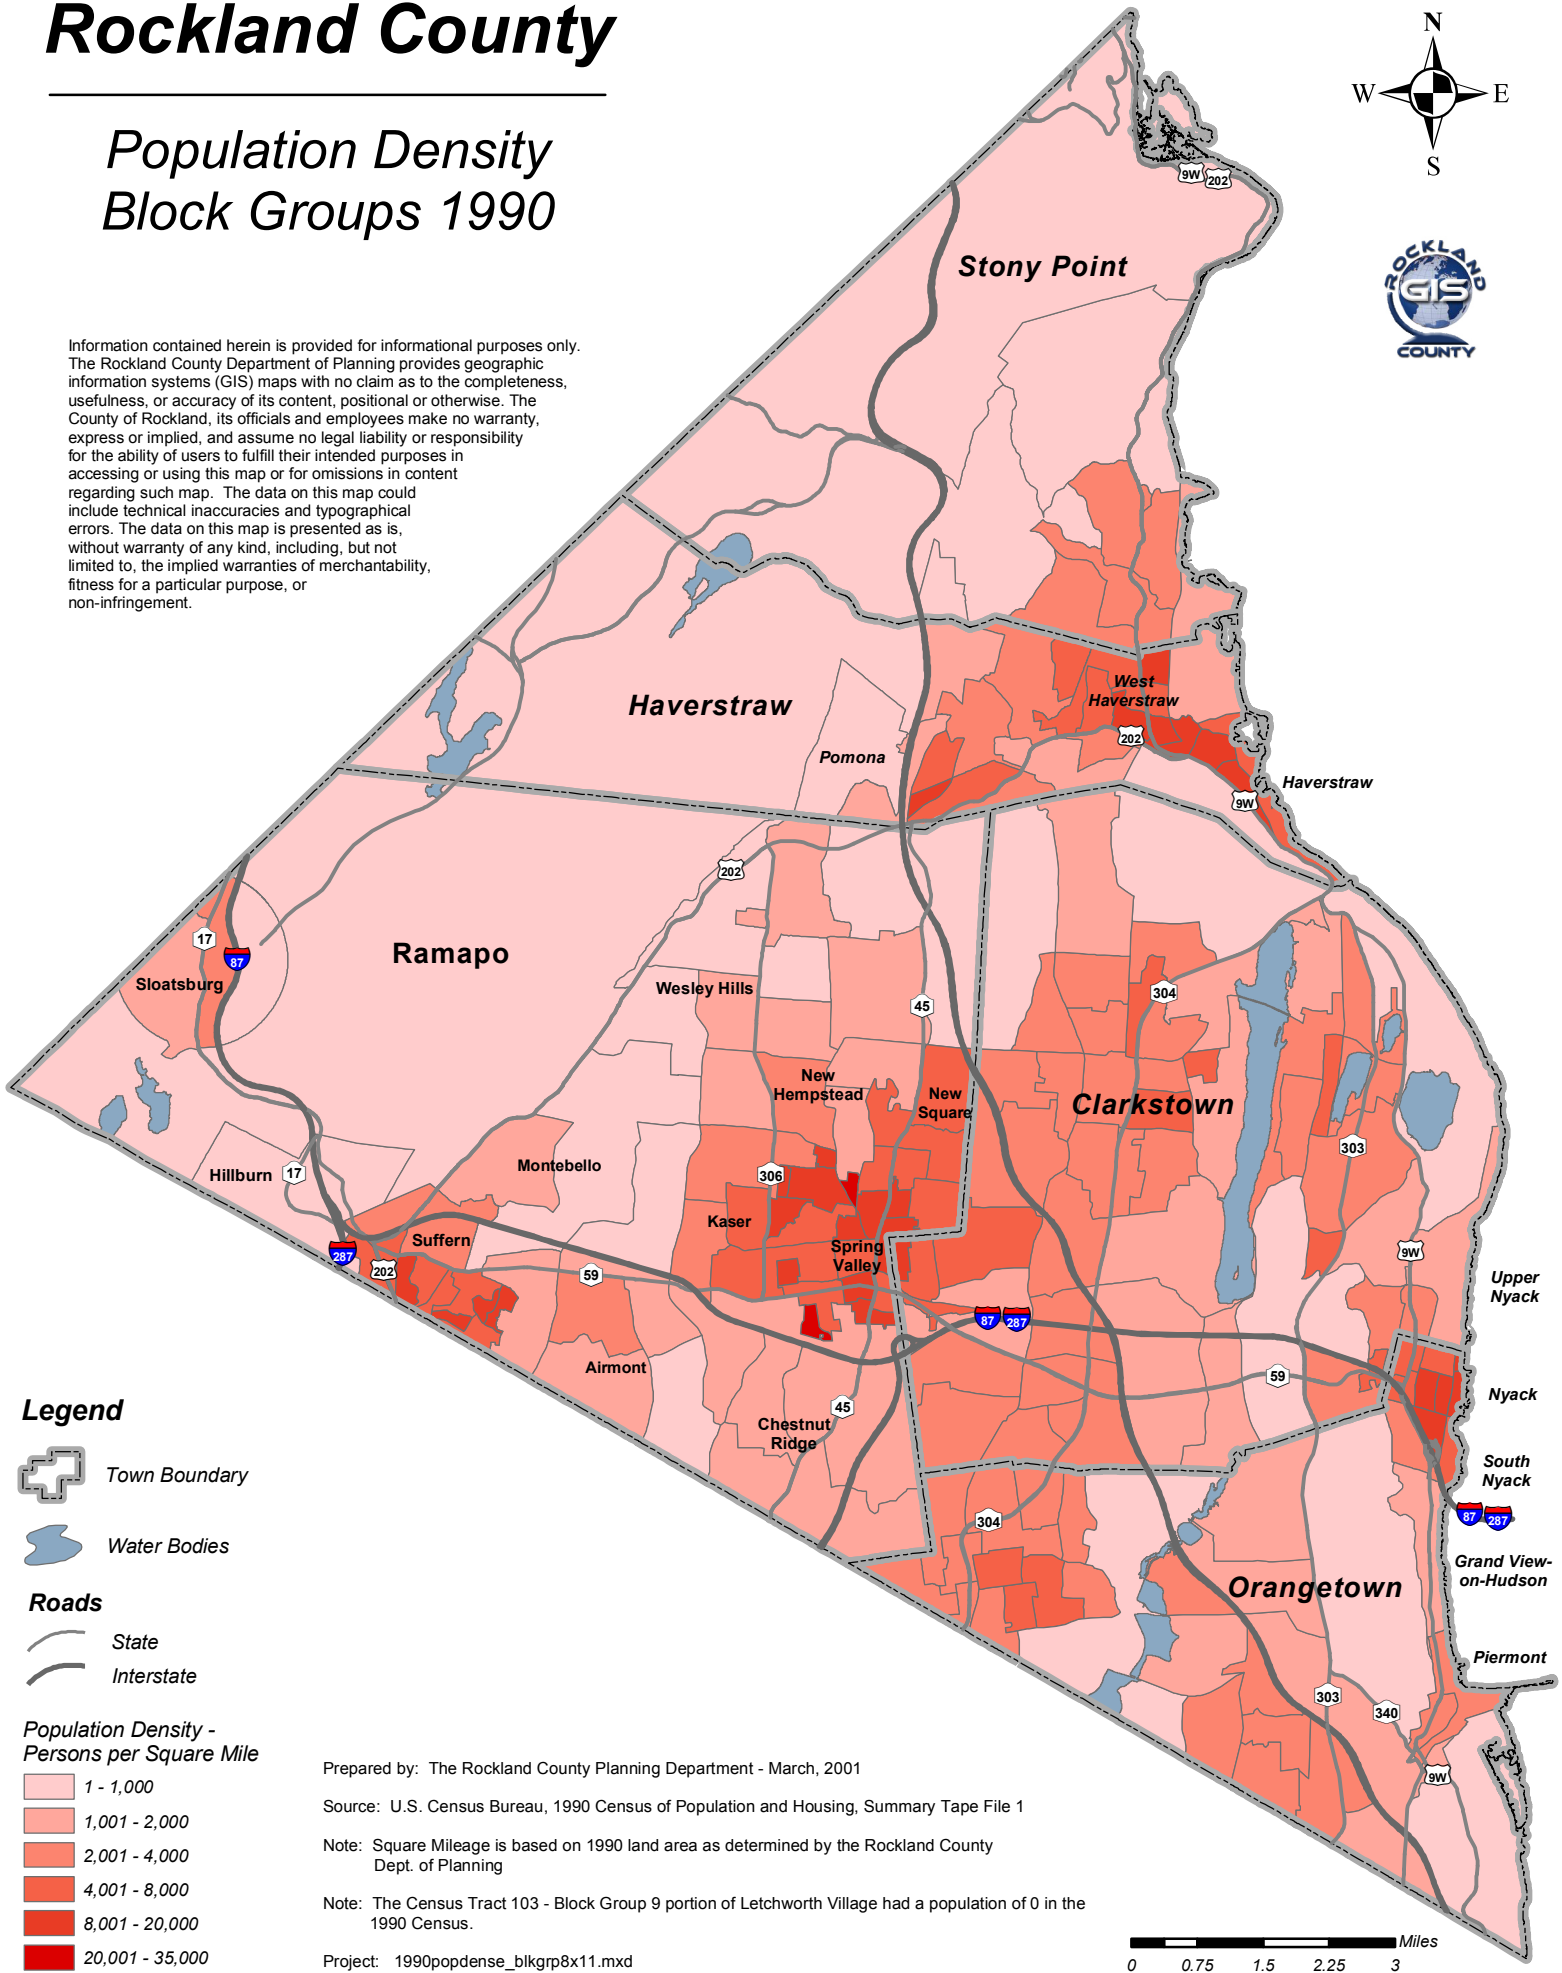 Rockland County
Population Density
Block Groups 1990
N
W
E
S
ROCKLAND
GIS
COUNTY
Information contained herein is provided for informational purposes only.
The Rockland County Department of Planning provides geographic
information systems (GIS) maps with no claim as to the completeness,
usefulness, or accuracy of its content, positional or otherwise. The
County of Rockland, its officials and employees make no warranty,
express or implied, and assume no legal liability or responsibility
for the ability of users to fulfill their intended purposes in
accessing or using this map or for omissions in content
regarding such map. The data on this map could
include technical inaccuracies and typographical
errors. The data on this map is presented as is,
without warranty of any kind, including, but not
limited to, the implied warranties of merchantability,
fitness for a particular purpose, or
non-infringement.
9W
202
Stony Point
West
Haverstraw
Haverstraw
202
Pomona
Haverstraw
9W
202
17
87
Ramapo
Sloatsburg
Wesley Hills
45
304
New
Hempstead
New
Square
Clarkstown
303
Hillburn
17
Montebello
306
Kaser
Suffern
Spring
Valley
287
202
59
9W
Upper
Nyack
87
287
Airmont
59
Nyack
45
Chestnut
Ridge
South
Nyack
304
87
287
Grand View-
on-Hudson
Orangetown
Piermont
303
340
9W
Legend
Town Boundary
Water Bodies
Roads
State
Interstate
Population Density -
Persons per Square Mile
1 - 1,000
1,001 - 2,000
2,001 - 4,000
4,001 - 8,000
8,001 - 20,000
20,001 - 35,000
Prepared by: The Rockland County Planning Department - March, 2001
Source: U.S. Census Bureau, 1990 Census of Population and Housing, Summary Tape File 1
Note: Square Mileage is based on 1990 land area as determined by the Rockland County
Dept. of Planning
Note: The Census Tract 103 - Block Group 9 portion of Letchworth Village had a population of 0 in the
1990 Census.
Project: 1990popdense_blkgrp8x11.mxd
Miles
0 0.75 1.5 2.25 3